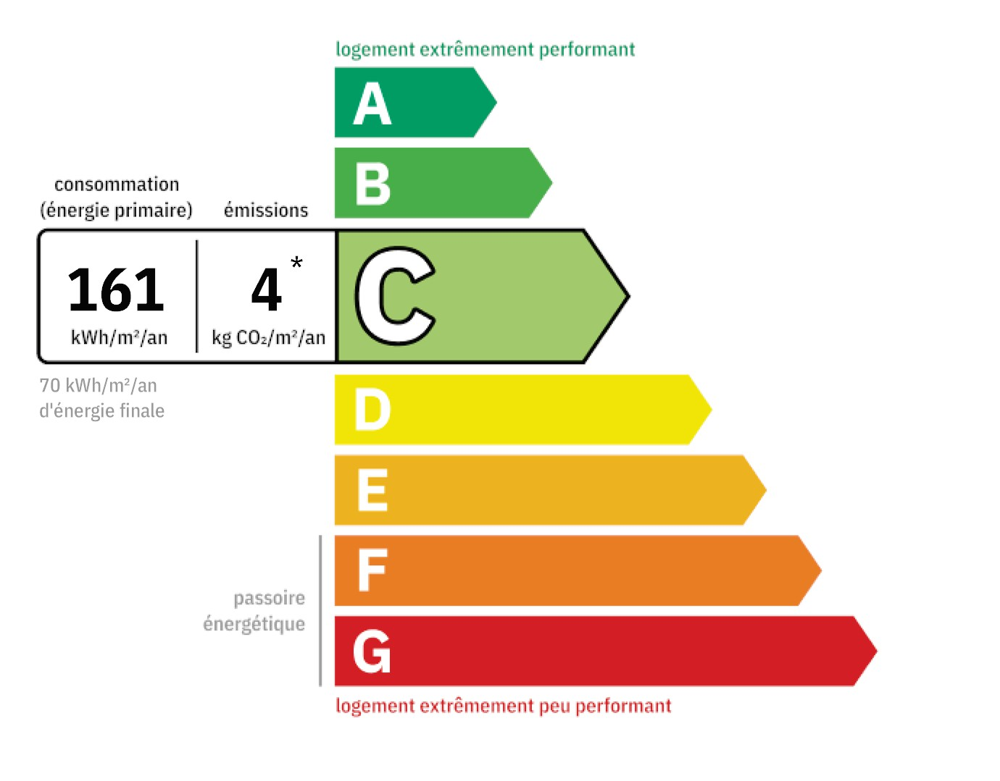 logement extrêmement performant
A
B
consommation
(énergie primaire)
émissions
161
4*
kWh/m²/an
kg CO₂/m²/an
C
70 kWh/m²/an
d'énergie finale
D
E
F
passoire
énergétique
G
logement extrêmement peu performant